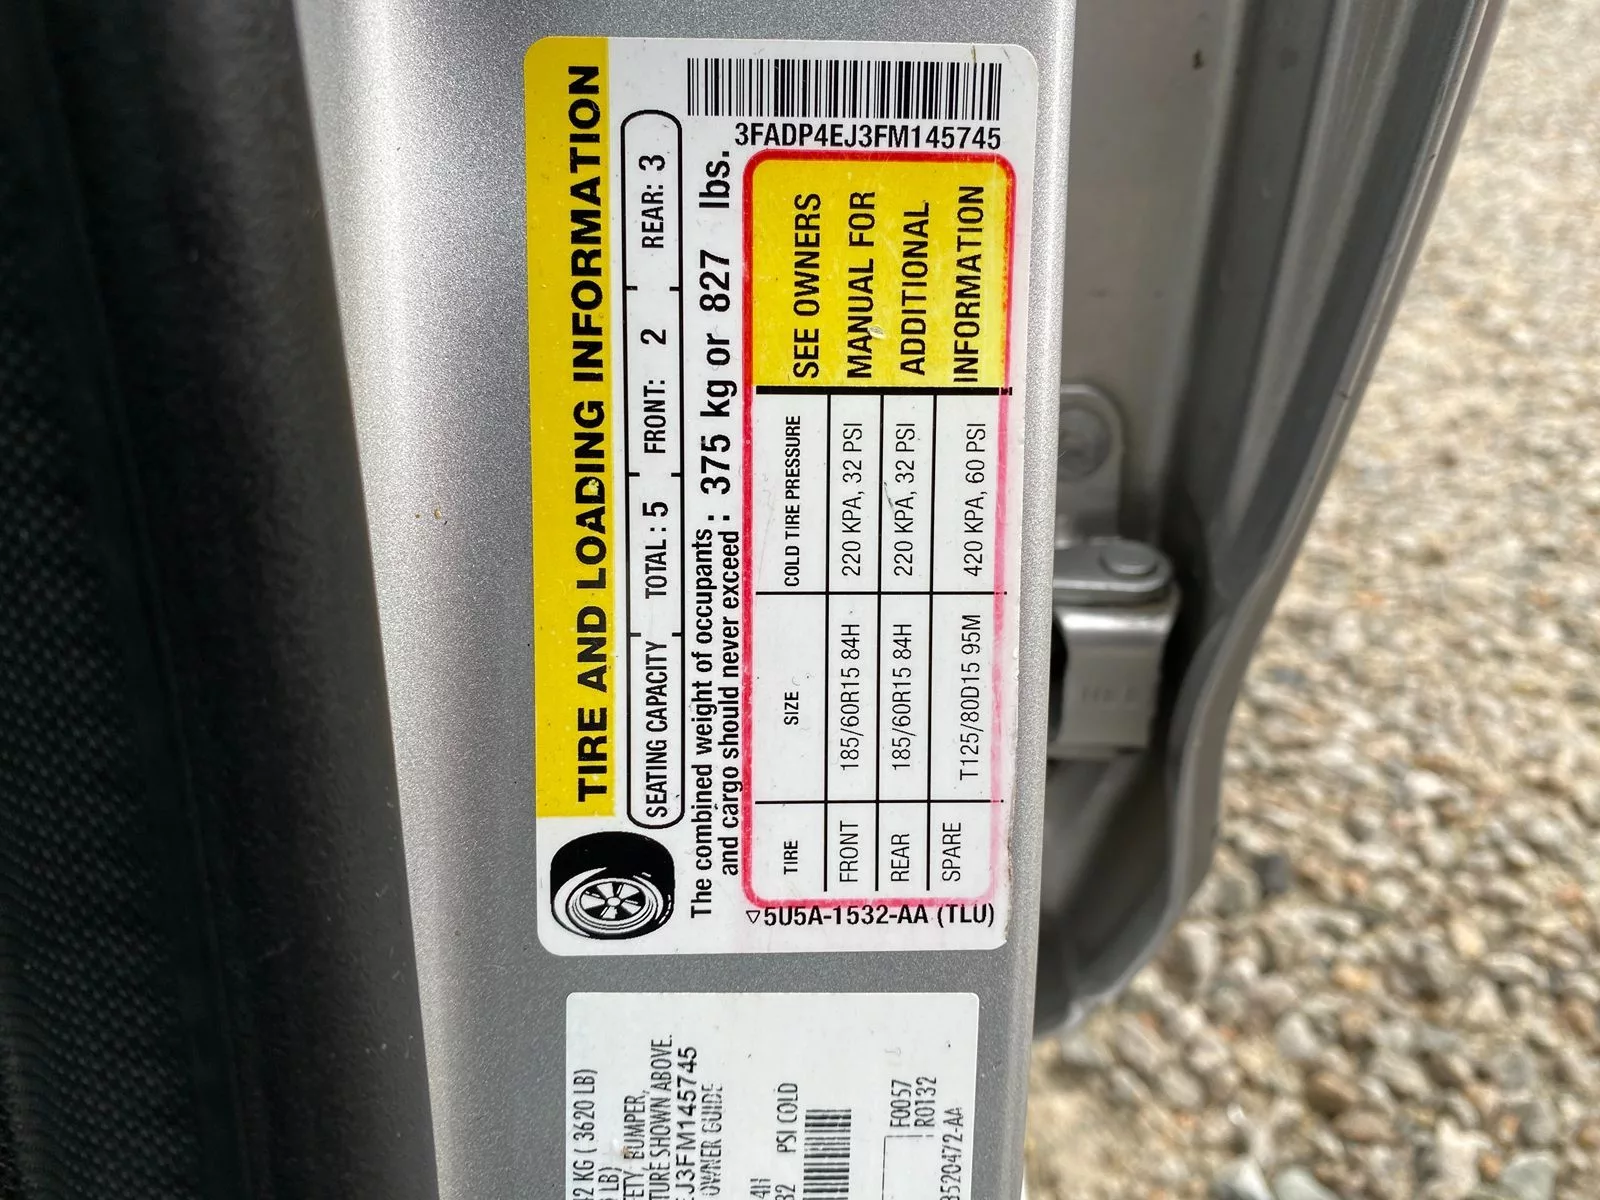 3FADP4EJ3FM145745
TIRE AND LOADING INFORMATION
SEATING CAPACITY TOTAL : 5 FRONT: 2 REAR: 3
The combined weight of occupants
and cargo should never exceed : 375 kg or 827 lbs.
TIRE SIZE COLD TIRE PRESSURE
FRONT 185/60R15 84H 220 KPA, 32 PSI
REAR 185/60R15 84H 220 KPA, 32 PSI
SPARE T125/80D15 95M 420 KPA, 60 PSI
SEE OWNERS
MANUAL FOR
ADDITIONAL
INFORMATION
5U5A-1532-AA (TLU)
KG ( 3620 LB)
LB)
BUMPER,
SHOWN ABOVE.
J3FM145745
OWNER GUIDE
PSI COLD
F0057
R0132
3520472-AA